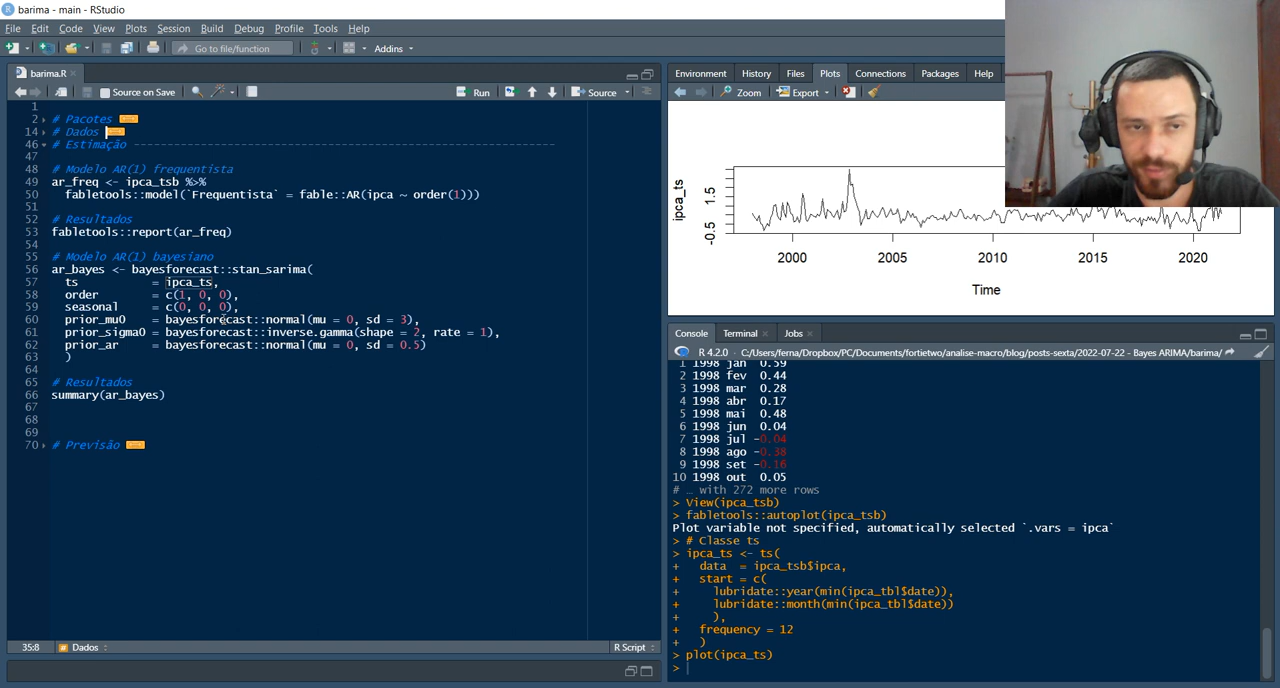 barima - main - RStudio
File Edit Code View Plots Session Build Debug Profile Tools Help
Go to file/function Addins
barima.R
Source on Save Run Source
1
2 # Pacotes
14 # Dados
46 # Estimação ----------------------------------------------------------------
47
48 # Modelo AR(1) frequentista
49 ar_freq <- ipca_tsb %>%
50 fabletools::model(`Frequentista` = fable::AR(ipca ~ order(1)))
51
52 # Resultados
53 fabletools::report(ar_freq)
54
55 # Modelo AR(1) bayesiano
56 ar_bayes <- bayesforecast::stan_sarima(
57 ts = ipca_ts,
58 order = c(1, 0, 0),
59 seasonal = c(0, 0, 0),
60 prior_mu0 = bayesforecast::normal(mu = 0, sd = 3),
61 prior_sigma0 = bayesforecast::inverse.gamma(shape = 2, rate = 1),
62 prior_ar = bayesforecast::normal(mu = 0, sd = 0.5)
63 )
64
65 # Resultados
66 summary(ar_bayes)
67
68
69
70 # Previsão
35:8 Dados R Script
Environment History Files Plots Connections Packages Help
Zoom Export
ipca_ts
1.5
-0.5
2000 2005 2010 2015 2020
Time
Console Terminal Jobs
R 4.2.0 · C:/Users/ferna/Dropbox/PC/Documents/fortietwo/analise-macro/blog/posts-sexta/2022-07-22 - Bayes ARIMA/barima/
1 1998 jan 0.59
2 1998 fev 0.44
3 1998 mar 0.28
4 1998 abr 0.17
5 1998 mai 0.48
6 1998 jun 0.04
7 1998 jul -0.04
8 1998 ago -0.38
9 1998 set -0.16
10 1998 out 0.05
# … with 272 more rows
> View(ipca_tsb)
> fabletools::autoplot(ipca_tsb)
Plot variable not specified, automatically selected `.vars = ipca`
> # Classe ts
> ipca_ts <- ts(
+ data = ipca_tsb$ipca,
+ start = c(
+ lubridate::year(min(ipca_tbl$date)),
+ lubridate::month(min(ipca_tbl$date))
+ ),
+ frequency = 12
+ )
> plot(ipca_ts)
>